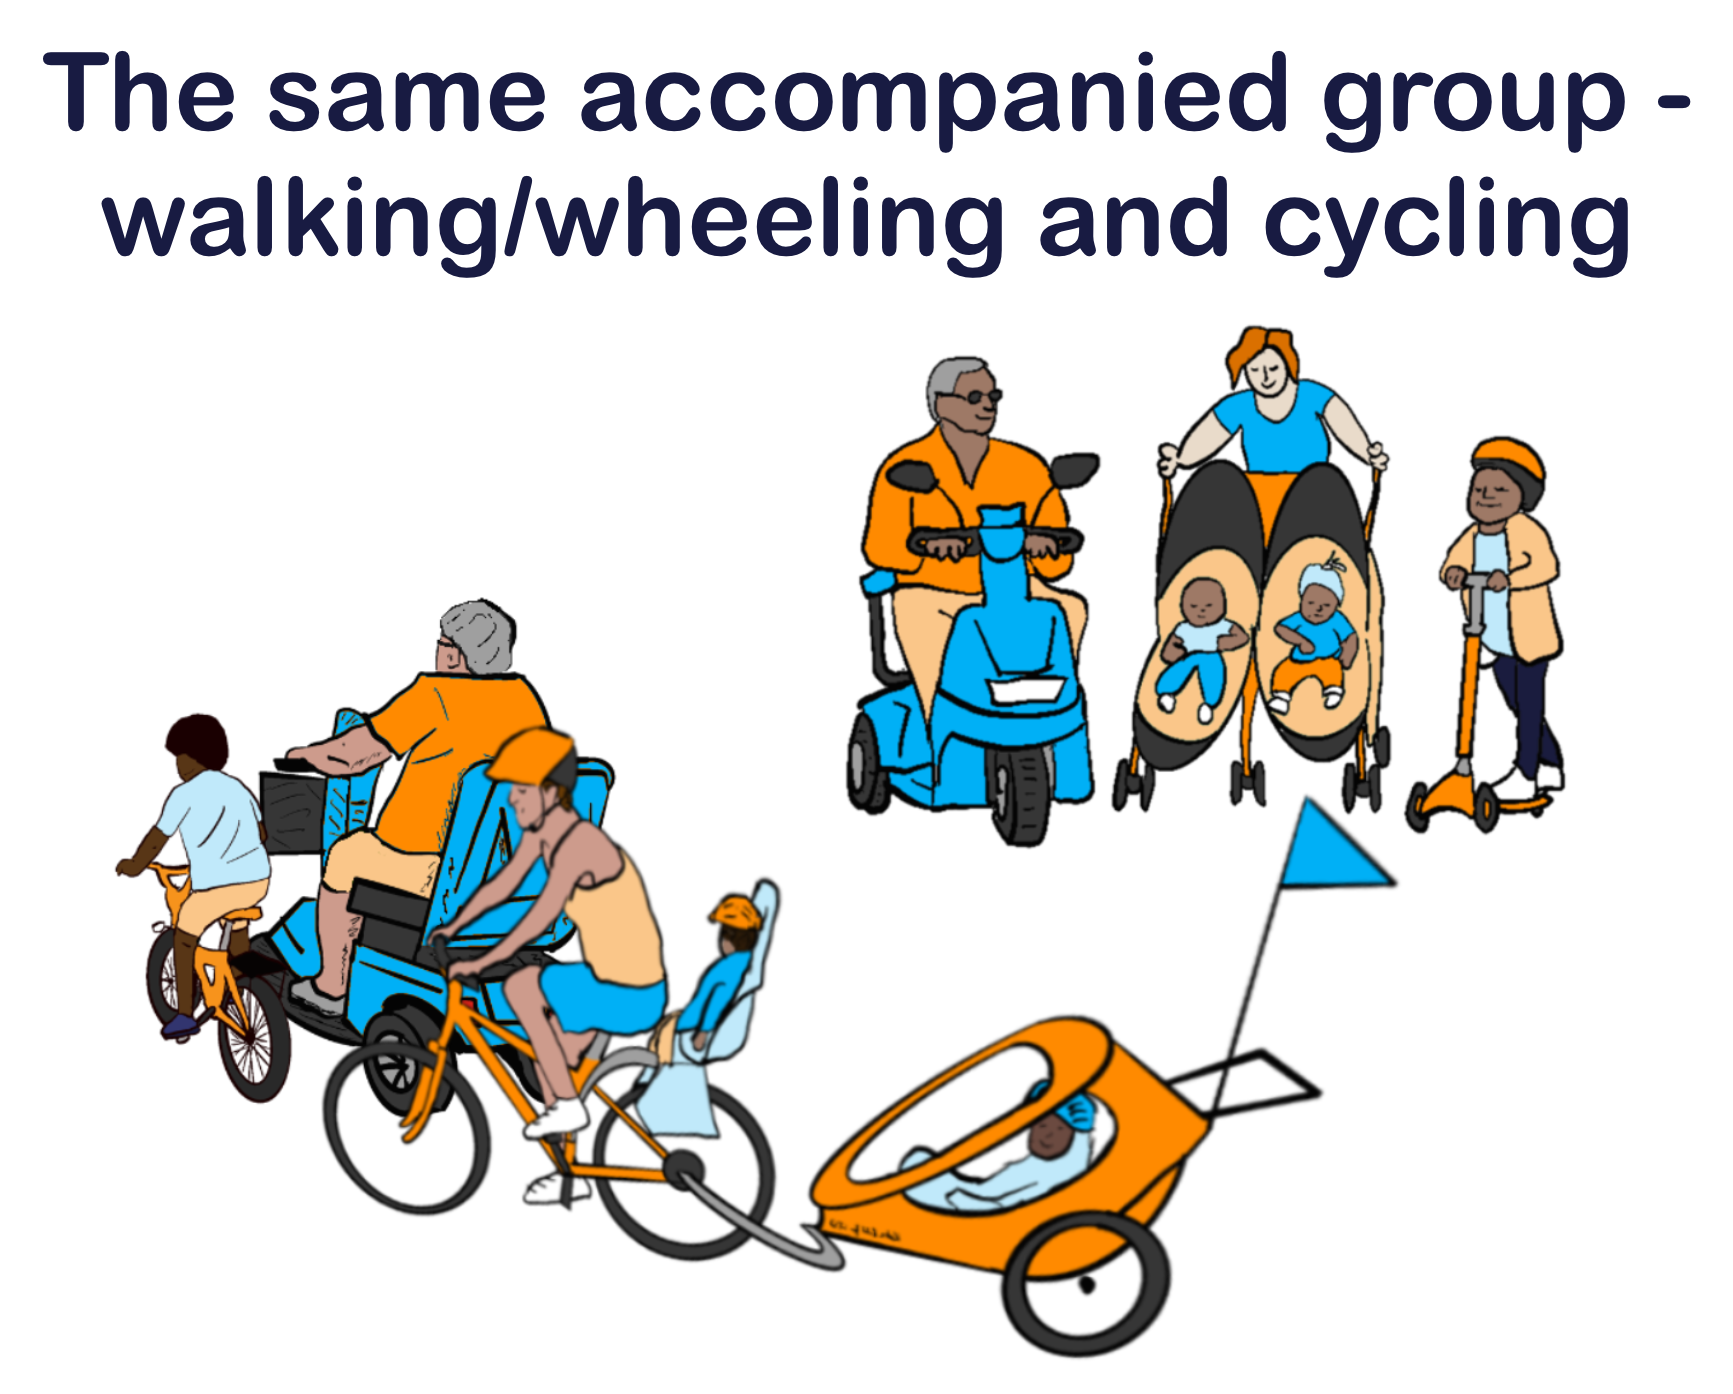 The same accompanied group -
walking/wheeling and cycling